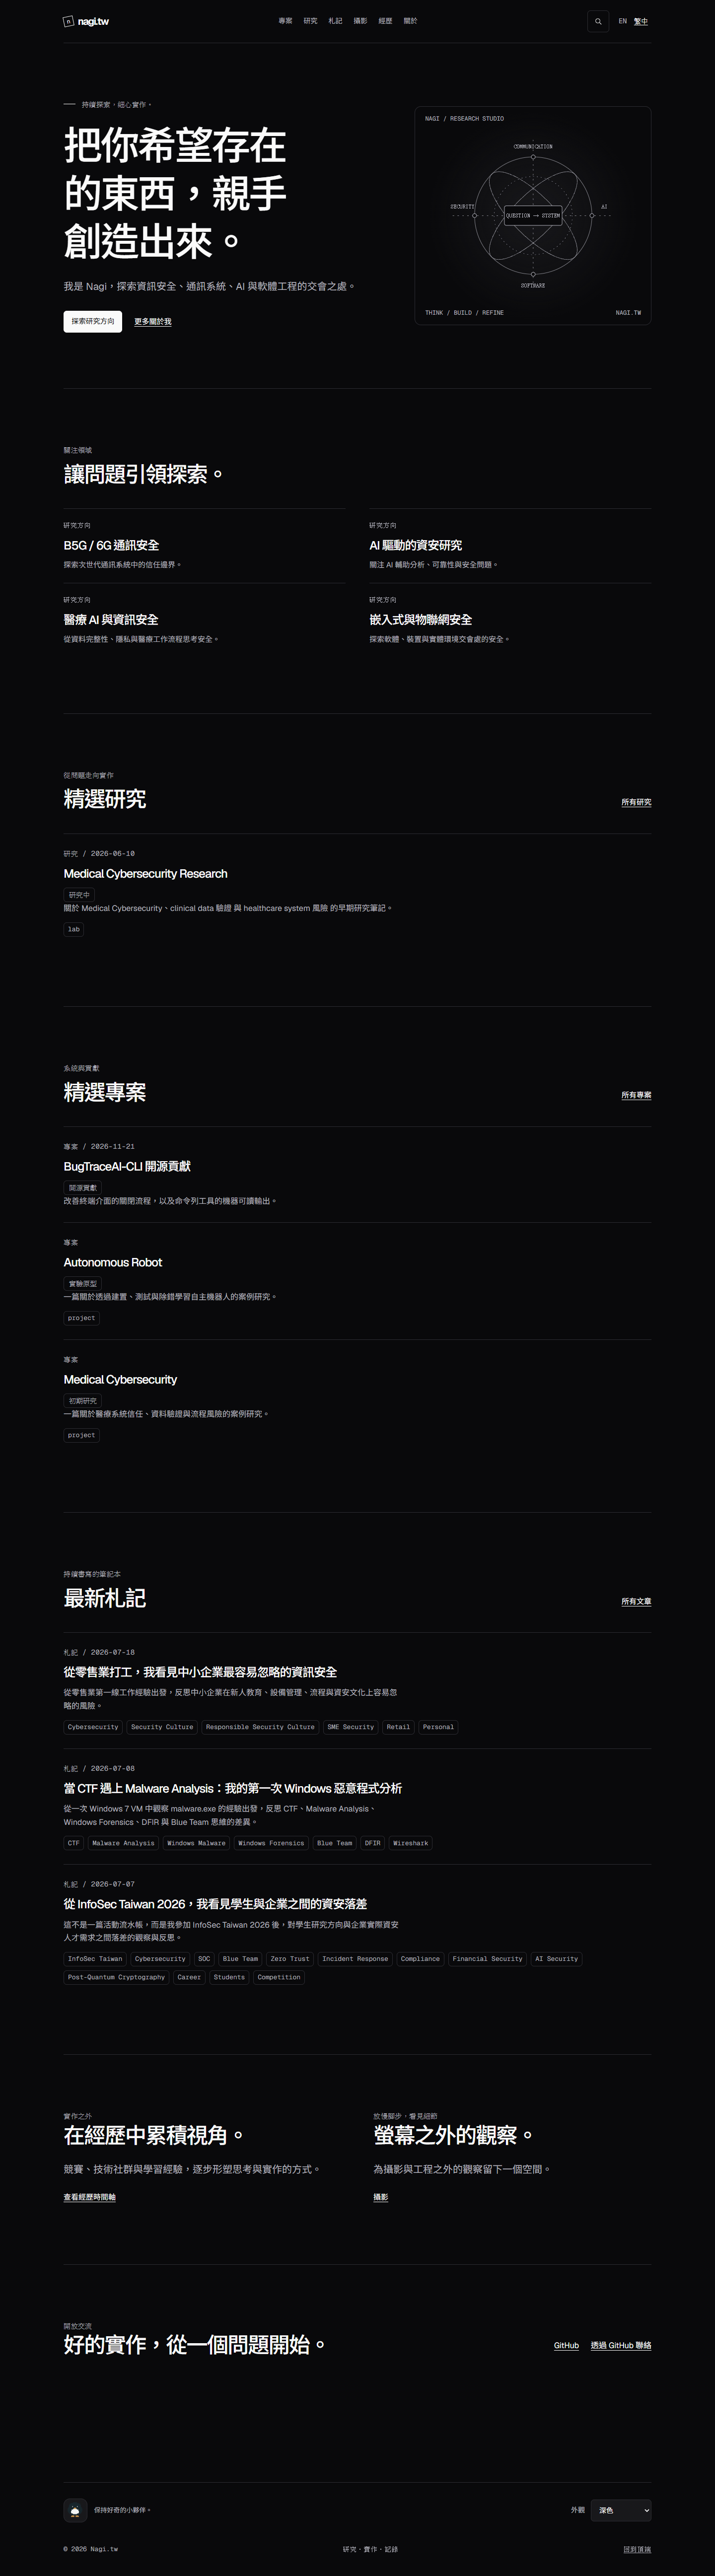 n nagi.tw
專案 研究 札記 攝影 經歷 關於
EN 繁中
持續探索，細心實作。
把你希望存在
的東西，親手
創造出來。
我是 Nagi，探索資訊安全、通訊系統、AI 與軟體工程的交會之處。
探索研究方向 更多關於我
NAGI / RESEARCH STUDIO
COMMUNICATION
SECURITY
AI
QUESTION → SYSTEM
SOFTWARE
THINK / BUILD / REFINE
NAGI.TW
關注領域
讓問題引領探索。
研究方向
B5G / 6G 通訊安全
探索次世代通訊系統中的信任邊界。
研究方向
AI 驅動的資安研究
關注 AI 輔助分析、可靠性與安全問題。
研究方向
醫療 AI 與資訊安全
從資料完整性、隱私與醫療工作流程思考安全。
研究方向
嵌入式與物聯網安全
探索軟體、裝置與實體環境交會處的安全。
從問題走向實作
精選研究
所有研究
研究 / 2026-06-10
Medical Cybersecurity Research
研究中
關於 Medical Cybersecurity、clinical data 驗證 與 healthcare system 風險 的早期研究筆記。
lab
系統與貢獻
精選專案
所有專案
專案 / 2026-11-21
BugTraceAI-CLI 開源貢獻
開源貢獻
改善終端介面的關閉流程，以及命令列工具的機器可讀輸出。
專案
Autonomous Robot
實驗原型
一篇關於透過建置、測試與除錯學習自主機器人的案例研究。
project
專案
Medical Cybersecurity
初期研究
一篇關於醫療系統信任、資料驗證與流程風險的案例研究。
project
持續書寫的筆記本
最新札記
所有文章
札記 / 2026-07-18
從零售業打工，我看見中小企業最容易忽略的資訊安全
從零售業第一線工作經驗出發，反思中小企業在新人教育、設備管理、流程與資安文化上容易忽
略的風險。
Cybersecurity Security Culture Responsible Security Culture SME Security Retail Personal
札記 / 2026-07-08
當 CTF 遇上 Malware Analysis：我的第一次 Windows 惡意程式分析
從一次 Windows 7 VM 中觀察 malware.exe 的經驗出發，反思 CTF、Malware Analysis、
Windows Forensics、DFIR 與 Blue Team 思維的差異。
CTF Malware Analysis Windows Malware Windows Forensics Blue Team DFIR Wireshark
札記 / 2026-07-07
從 InfoSec Taiwan 2026，我看見學生與企業之間的資安落差
這不是一篇活動流水帳，而是我參加 InfoSec Taiwan 2026 後，對學生研究方向與企業實際資安
人才需求之間落差的觀察與反思。
InfoSec Taiwan Cybersecurity SOC Blue Team Zero Trust Incident Response Compliance Financial Security AI Security
Post-Quantum Cryptography Career Students Competition
實作之外
在經歷中累積視角。
競賽、技術社群與學習經驗，逐步形塑思考與實作的方式。
查看經歷時間軸
放慢腳步，看見細節
螢幕之外的觀察。
為攝影與工程之外的觀察留下一個空間。
攝影
開放交流
好的實作，從一個問題開始。
GitHub 透過 GitHub 聯絡
保持好奇的小夥伴。
外觀 深色
© 2026 Nagi.tw
研究・實作・記錄
回到頂端